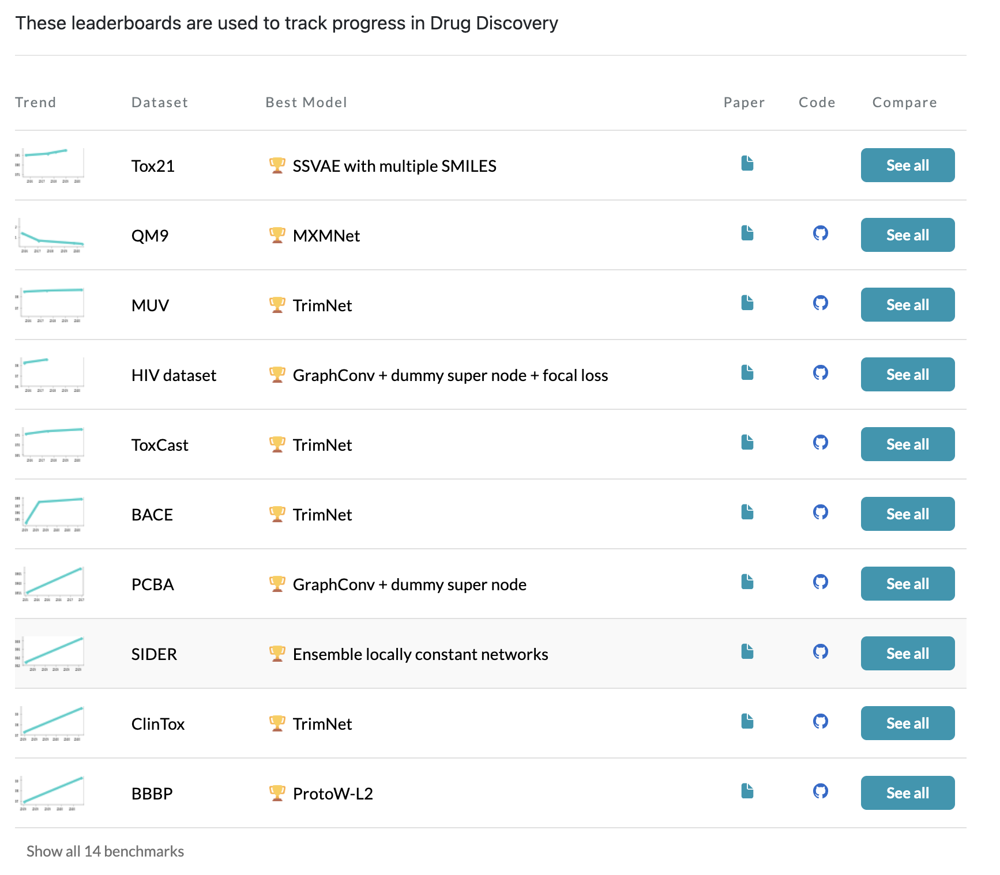 These leaderboards are used to track progress in Drug Discovery
Trend Dataset Best Model Paper Code Compare
Tox21 SSVAE with multiple SMILES See all
QM9 MXMNet See all
MUV TrimNet See all
HIV dataset GraphConv + dummy super node + focal loss See all
ToxCast TrimNet See all
BACE TrimNet See all
PCBA GraphConv + dummy super node See all
SIDER Ensemble locally constant networks See all
ClinTox TrimNet See all
BBBP ProtoW-L2 See all
Show all 14 benchmarks